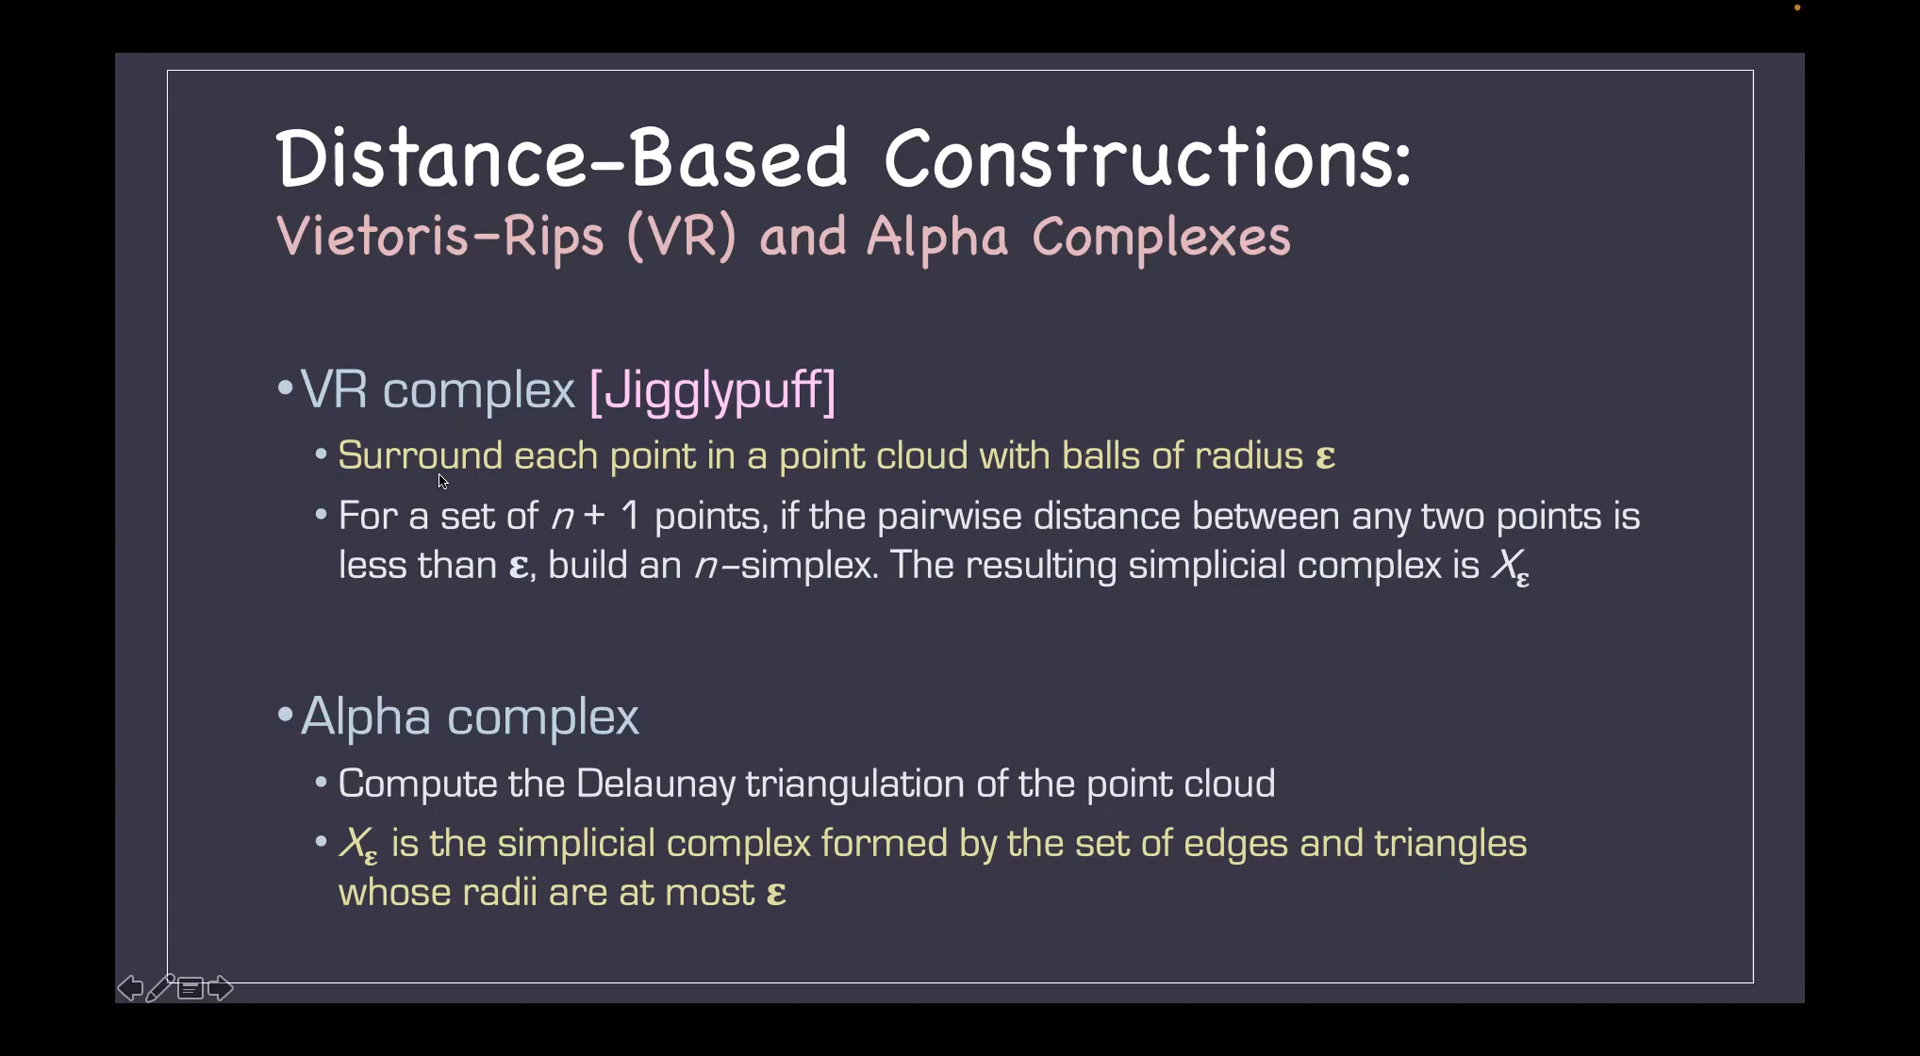 Distance-Based Constructions:
Vietoris-Rips (VR) and Alpha Complexes
•VR complex [Jigglypuff]
• Surround each point in a point cloud with balls of radius ε
• For a set of n + 1 points, if the pairwise distance between any two points is
less than ε, build an n-simplex. The resulting simplicial complex is Xε
•Alpha complex
• Compute the Delaunay triangulation of the point cloud
• Xε is the simplicial complex formed by the set of edges and triangles
whose radii are at most ε